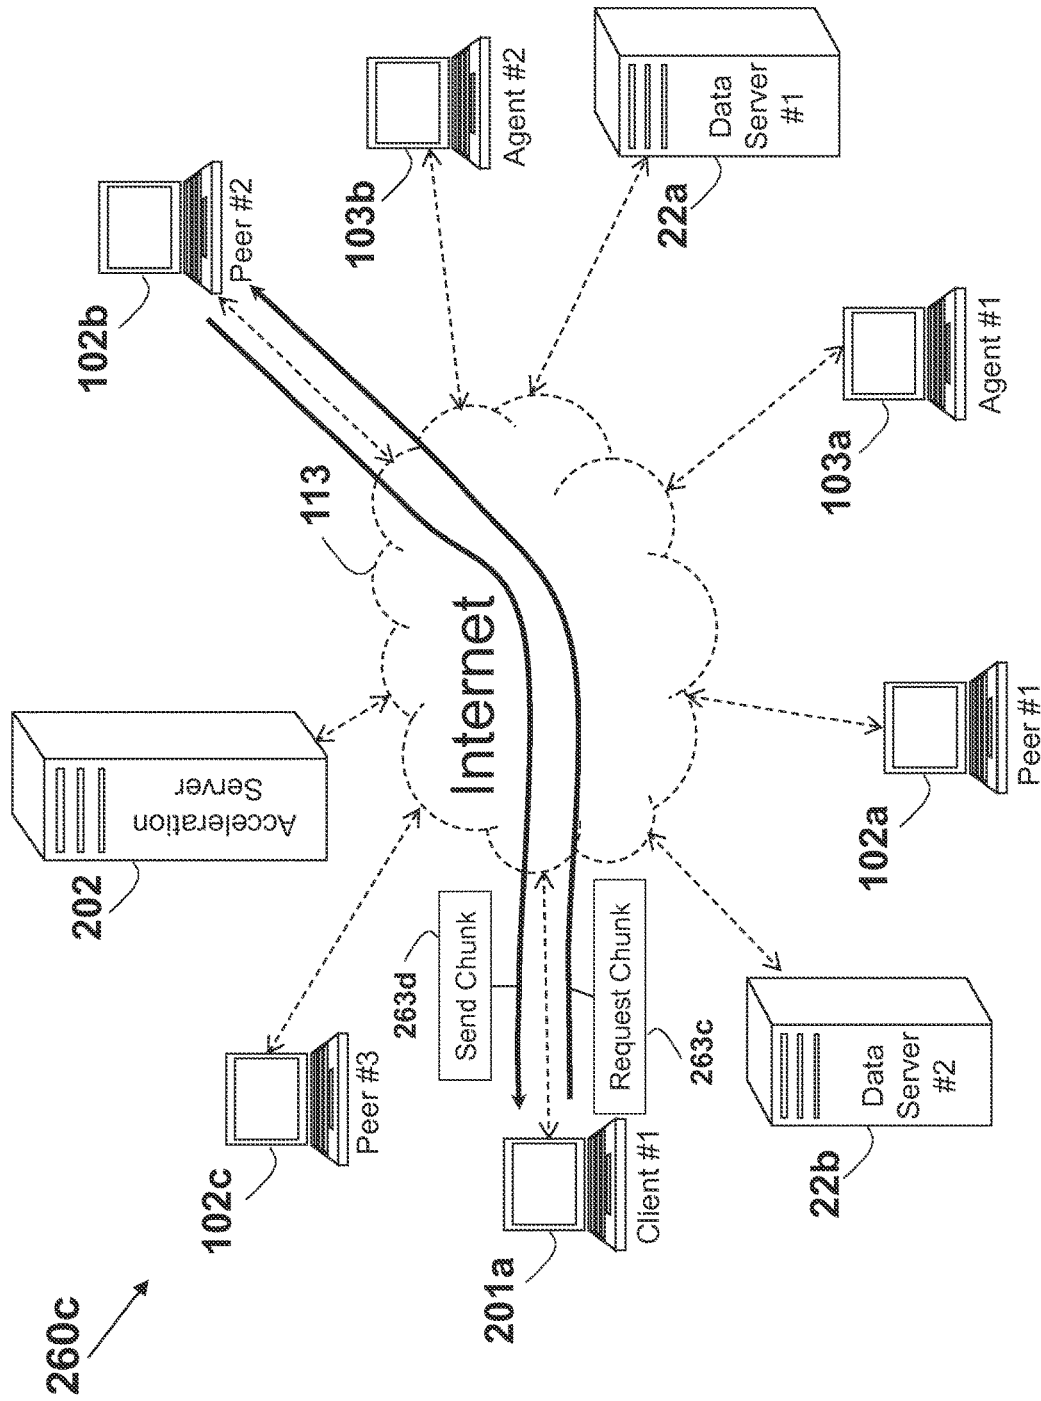 260c
102c
Peer #3
202
Acceleration
Server
102b
Peer #2
113
Internet
103b
Agent #2
22a
Data
Server
#1
103a
Agent #1
102a
Peer #1
22b
Data
Server
#2
201a
Client #1
263d
Send Chunk
Request Chunk
263c